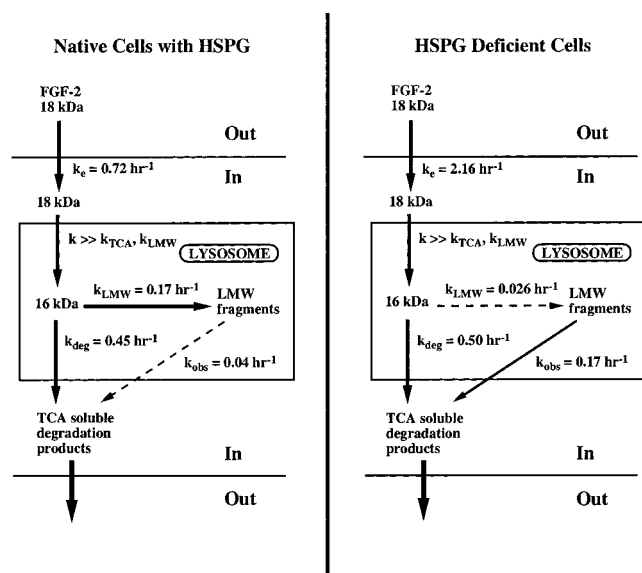 Native Cells with HSPG
FGF-2
18 kDa
Out
kₑ = 0.72 hr⁻¹
In
18 kDa
k >> k_TCA, k_LMW
LYSOSOME
k_LMW = 0.17 hr⁻¹
16 kDa
LMW
fragments
k_deg = 0.45 hr⁻¹
k_obs = 0.04 hr⁻¹
TCA soluble
degradation
products
In
Out
HSPG Deficient Cells
FGF-2
18 kDa
Out
kₑ = 2.16 hr⁻¹
In
18 kDa
k >> k_TCA, k_LMW
LYSOSOME
k_LMW = 0.026 hr⁻¹
16 kDa
LMW
fragments
k_deg = 0.50 hr⁻¹
k_obs = 0.17 hr⁻¹
TCA soluble
degradation
products
In
Out